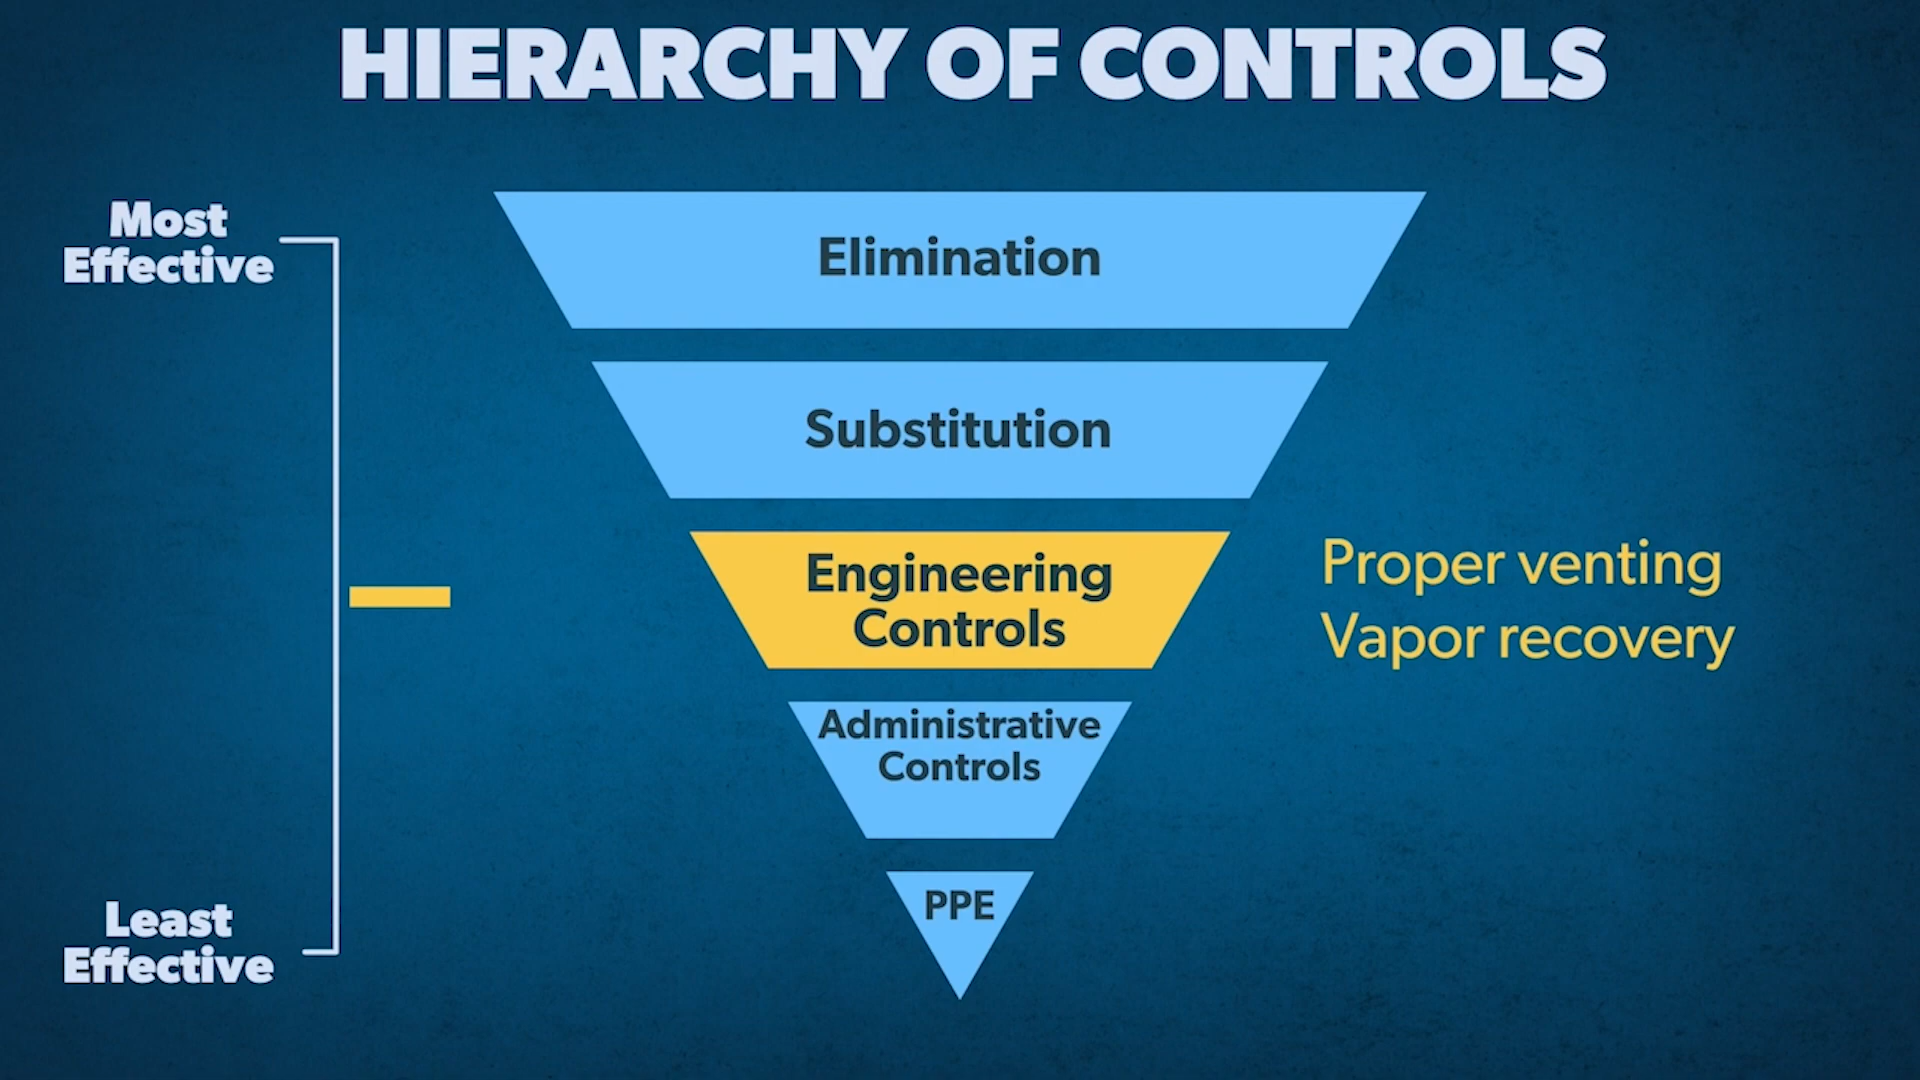 HIERARCHY OF CONTROLS
Most
Effective
Elimination
Substitution
Engineering
Controls
Proper venting
Vapor recovery
Administrative
Controls
PPE
Least
Effective